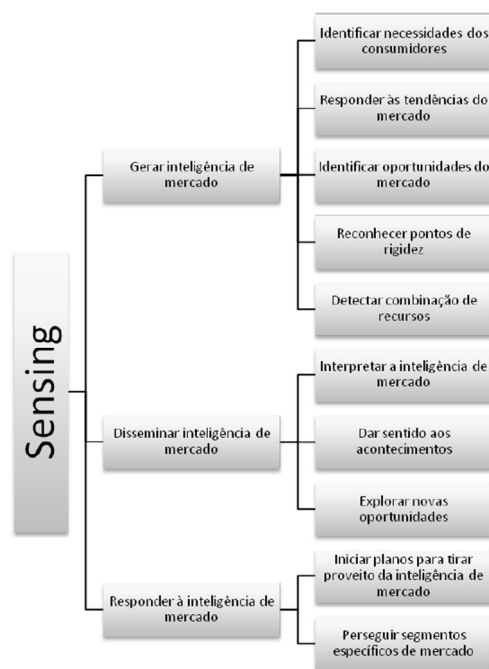 Sensing
Gerar inteligência de
mercado
Identificar necessidades dos
consumidores
Responder às tendências do
mercado
Identificar oportunidades do
mercado
Reconhecer pontos de
rigidez
Detectar combinação de
recursos
Disseminar inteligência de
mercado
Interpretar a inteligência de
mercado
Dar sentido aos
acontecimentos
Explorar novas
oportunidades
Responder à inteligência de
mercado
Iniciar planos para tirar
proveito da inteligência de
mercado
Perseguir segmentos
específicos de mercado